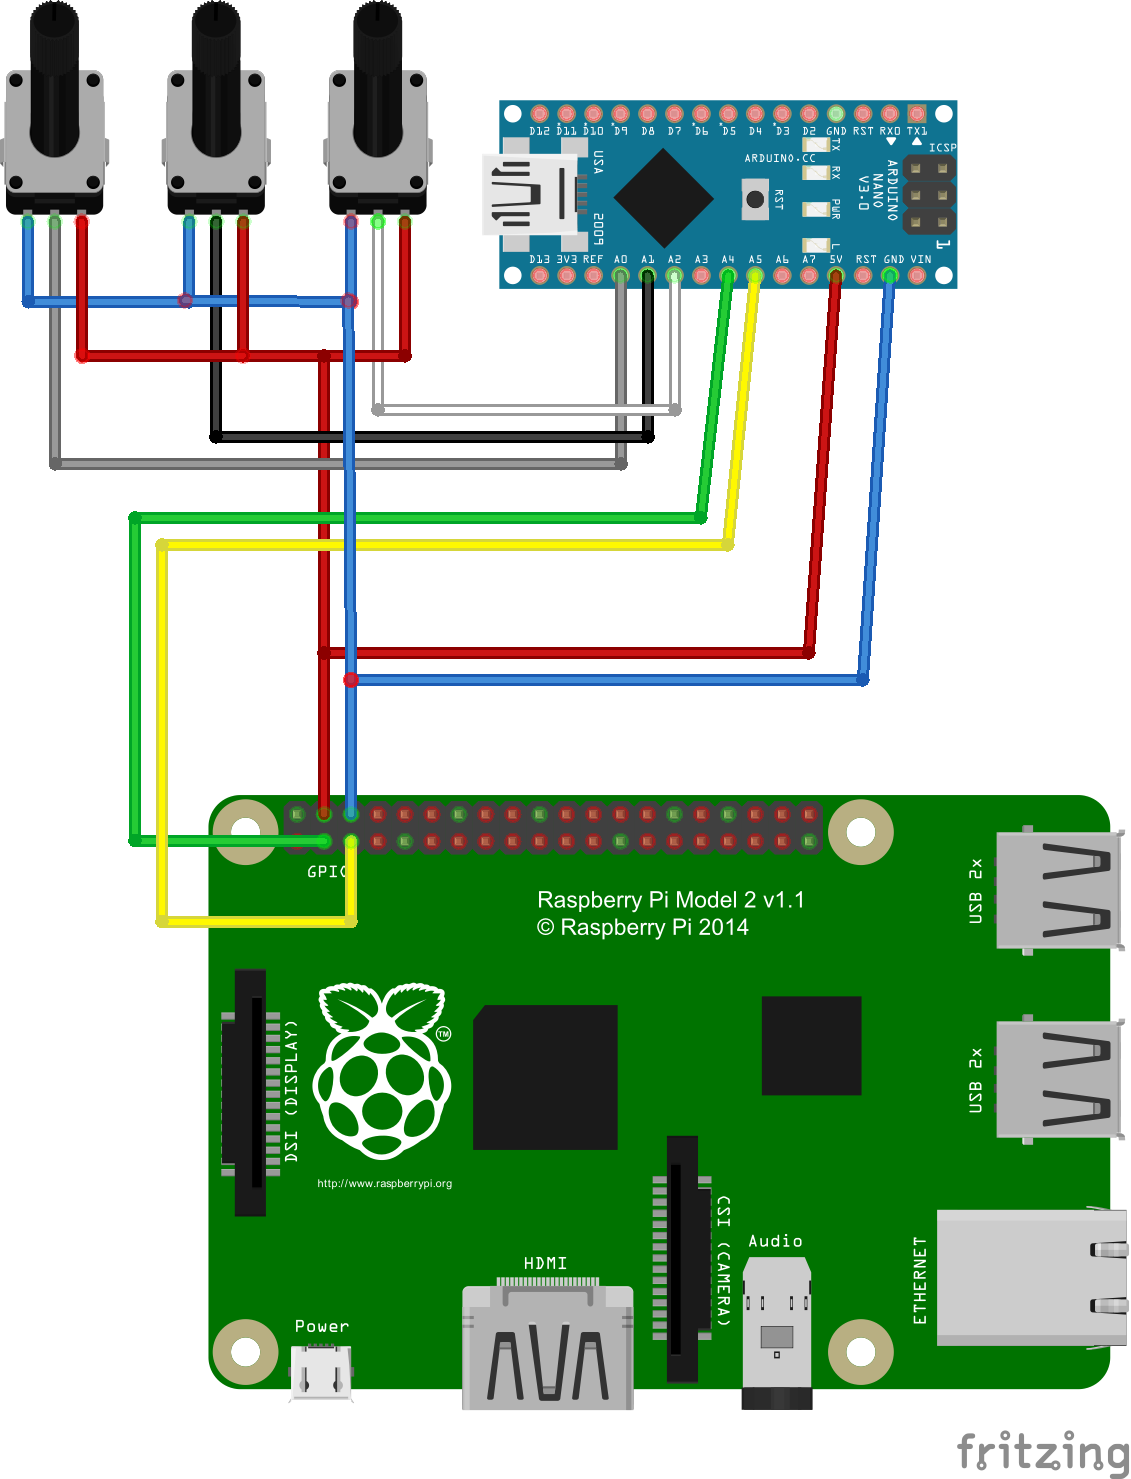 D12 D11 D10 D9 D8 D7 D6 D5 D4 D3 D2 GND RST RX0 TX1
USA
2005
ARDUINO.CC
RST
TX
RX
PWR
L
ARDUINO
NANO
V3.0
ICSP
1
D13 3V3 REF A0 A1 A2 A3 A4 A5 A6 A7 5V RST GND VIN
GPIO
Raspberry Pi Model 2 v1.1
© Raspberry Pi 2014
USB 2x
USB 2x
DSI (DISPLAY)
TM
http://www.raspberrypi.org
CSI (CAMERA)
Audio
ETHERNET
HDMI
Power
fritzing